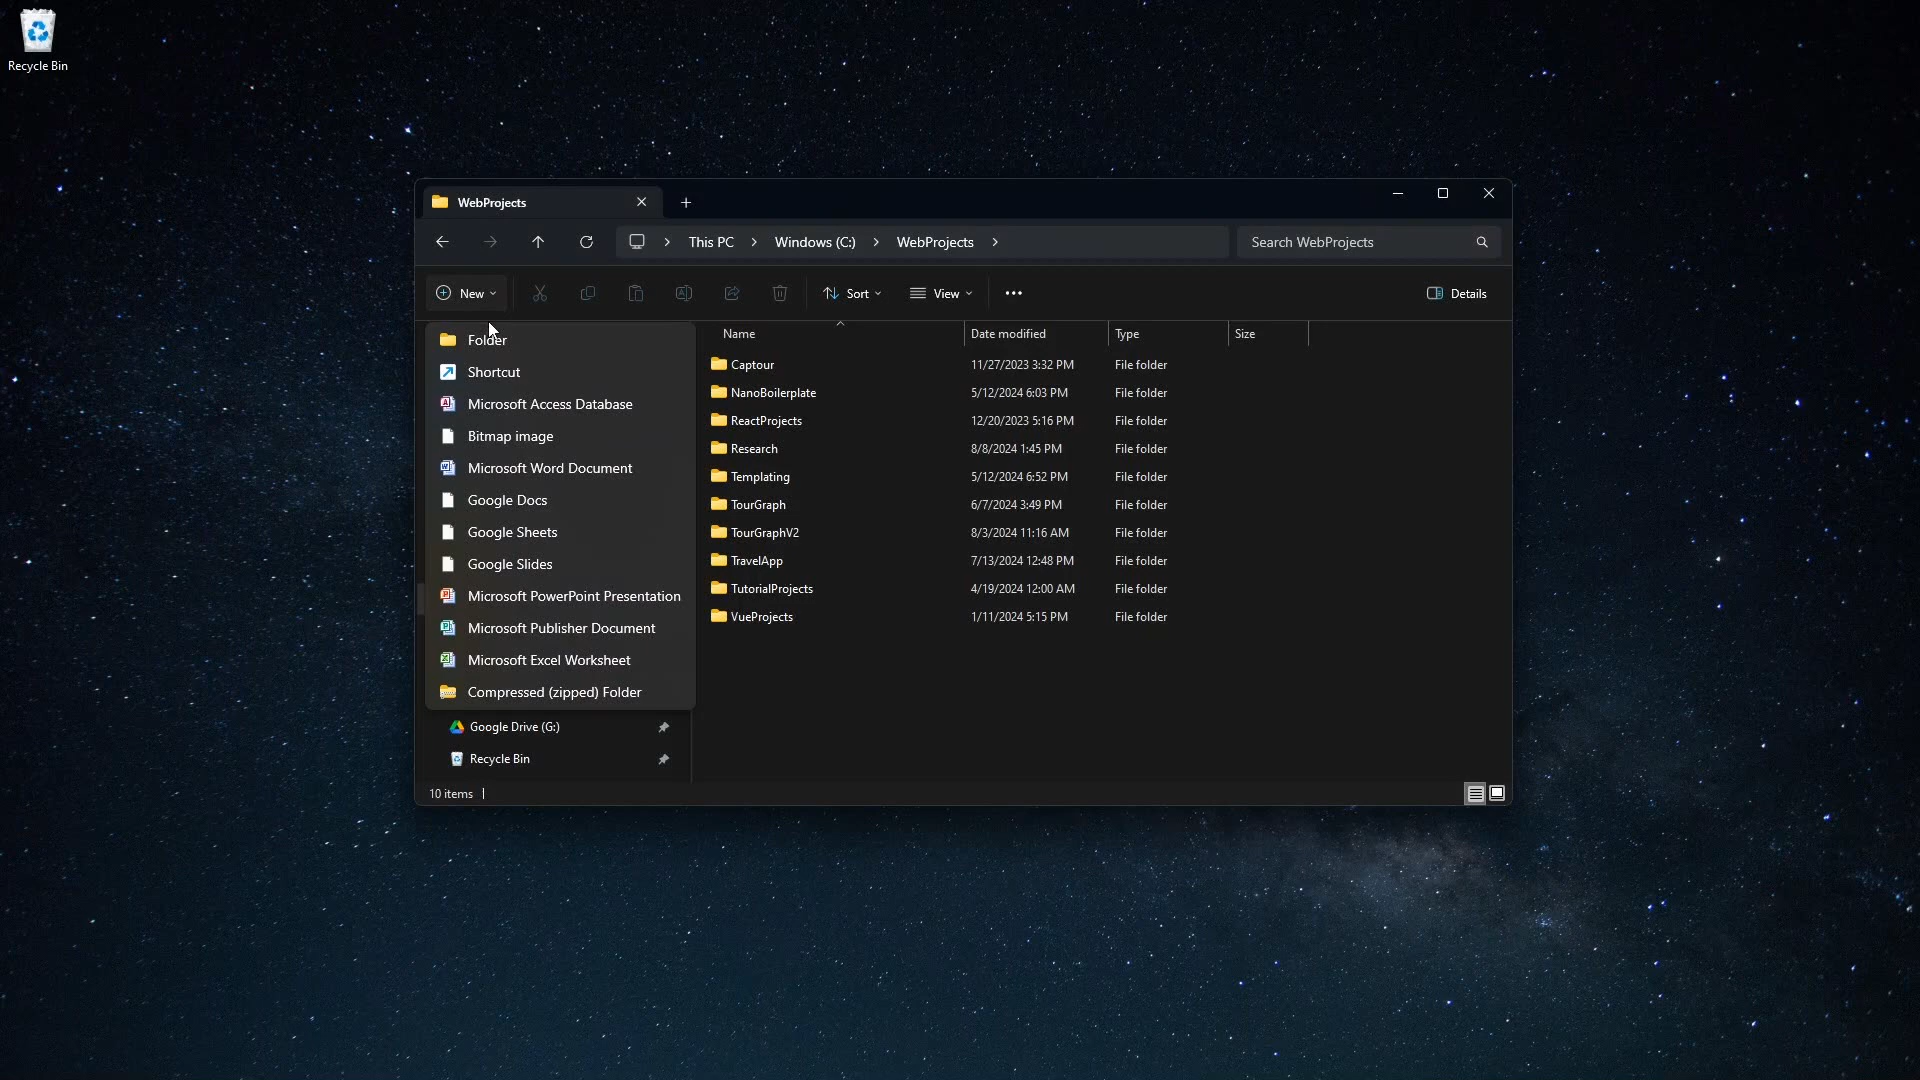 Recycle Bin
WebProjects
This PC > Windows (C:) > WebProjects >
Search WebProjects
New
Sort
View
Details
Folder
Shortcut
Microsoft Access Database
Bitmap image
Microsoft Word Document
Google Docs
Google Sheets
Google Slides
Microsoft PowerPoint Presentation
Microsoft Publisher Document
Microsoft Excel Worksheet
Compressed (zipped) Folder
Google Drive (G:)
Recycle Bin
Name Date modified Type Size
Captour 11/27/2023 3:32 PM File folder
NanoBoilerplate 5/12/2024 6:03 PM File folder
ReactProjects 12/20/2023 5:16 PM File folder
Research 8/8/2024 1:45 PM File folder
Templating 5/12/2024 6:52 PM File folder
TourGraph 6/7/2024 3:49 PM File folder
TourGraphV2 8/3/2024 11:16 AM File folder
TravelApp 7/13/2024 12:48 PM File folder
TutorialProjects 4/19/2024 12:00 AM File folder
VueProjects 1/11/2024 5:15 PM File folder
10 items